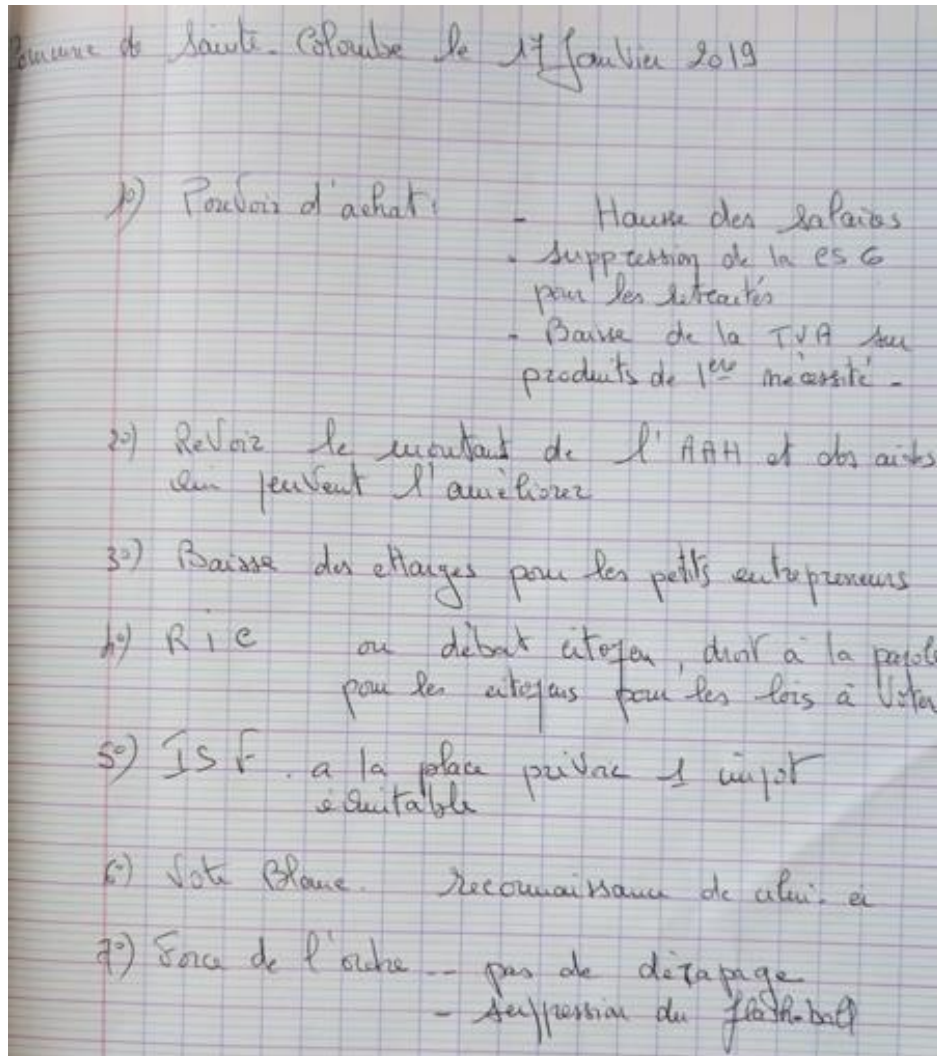 Commune de Sainte-Colombe le 17 Janvier 2019
1°) Pouvoir d'achat: - Hausse des salaires
- suppression de la CSG
pour les retraités
- Baisse de la TVA sur
produits de 1ere nécessité -
2°) Revoir le montant de l'AAH et des aides
qui peuvent l'améliorer
3°) Baisse des charges pour les petits entrepreneurs
4°) RIC ou débat citoyen, droit à la parole
pour les citoyens pour les lois à voter
5°) ISF. a la place prévoir 1 impot
équitable
6°) Vote Blanc. reconnaissance de celui-ci
7°) Force de l'ordre -- pas de dérapage
- suppression du flash-ball